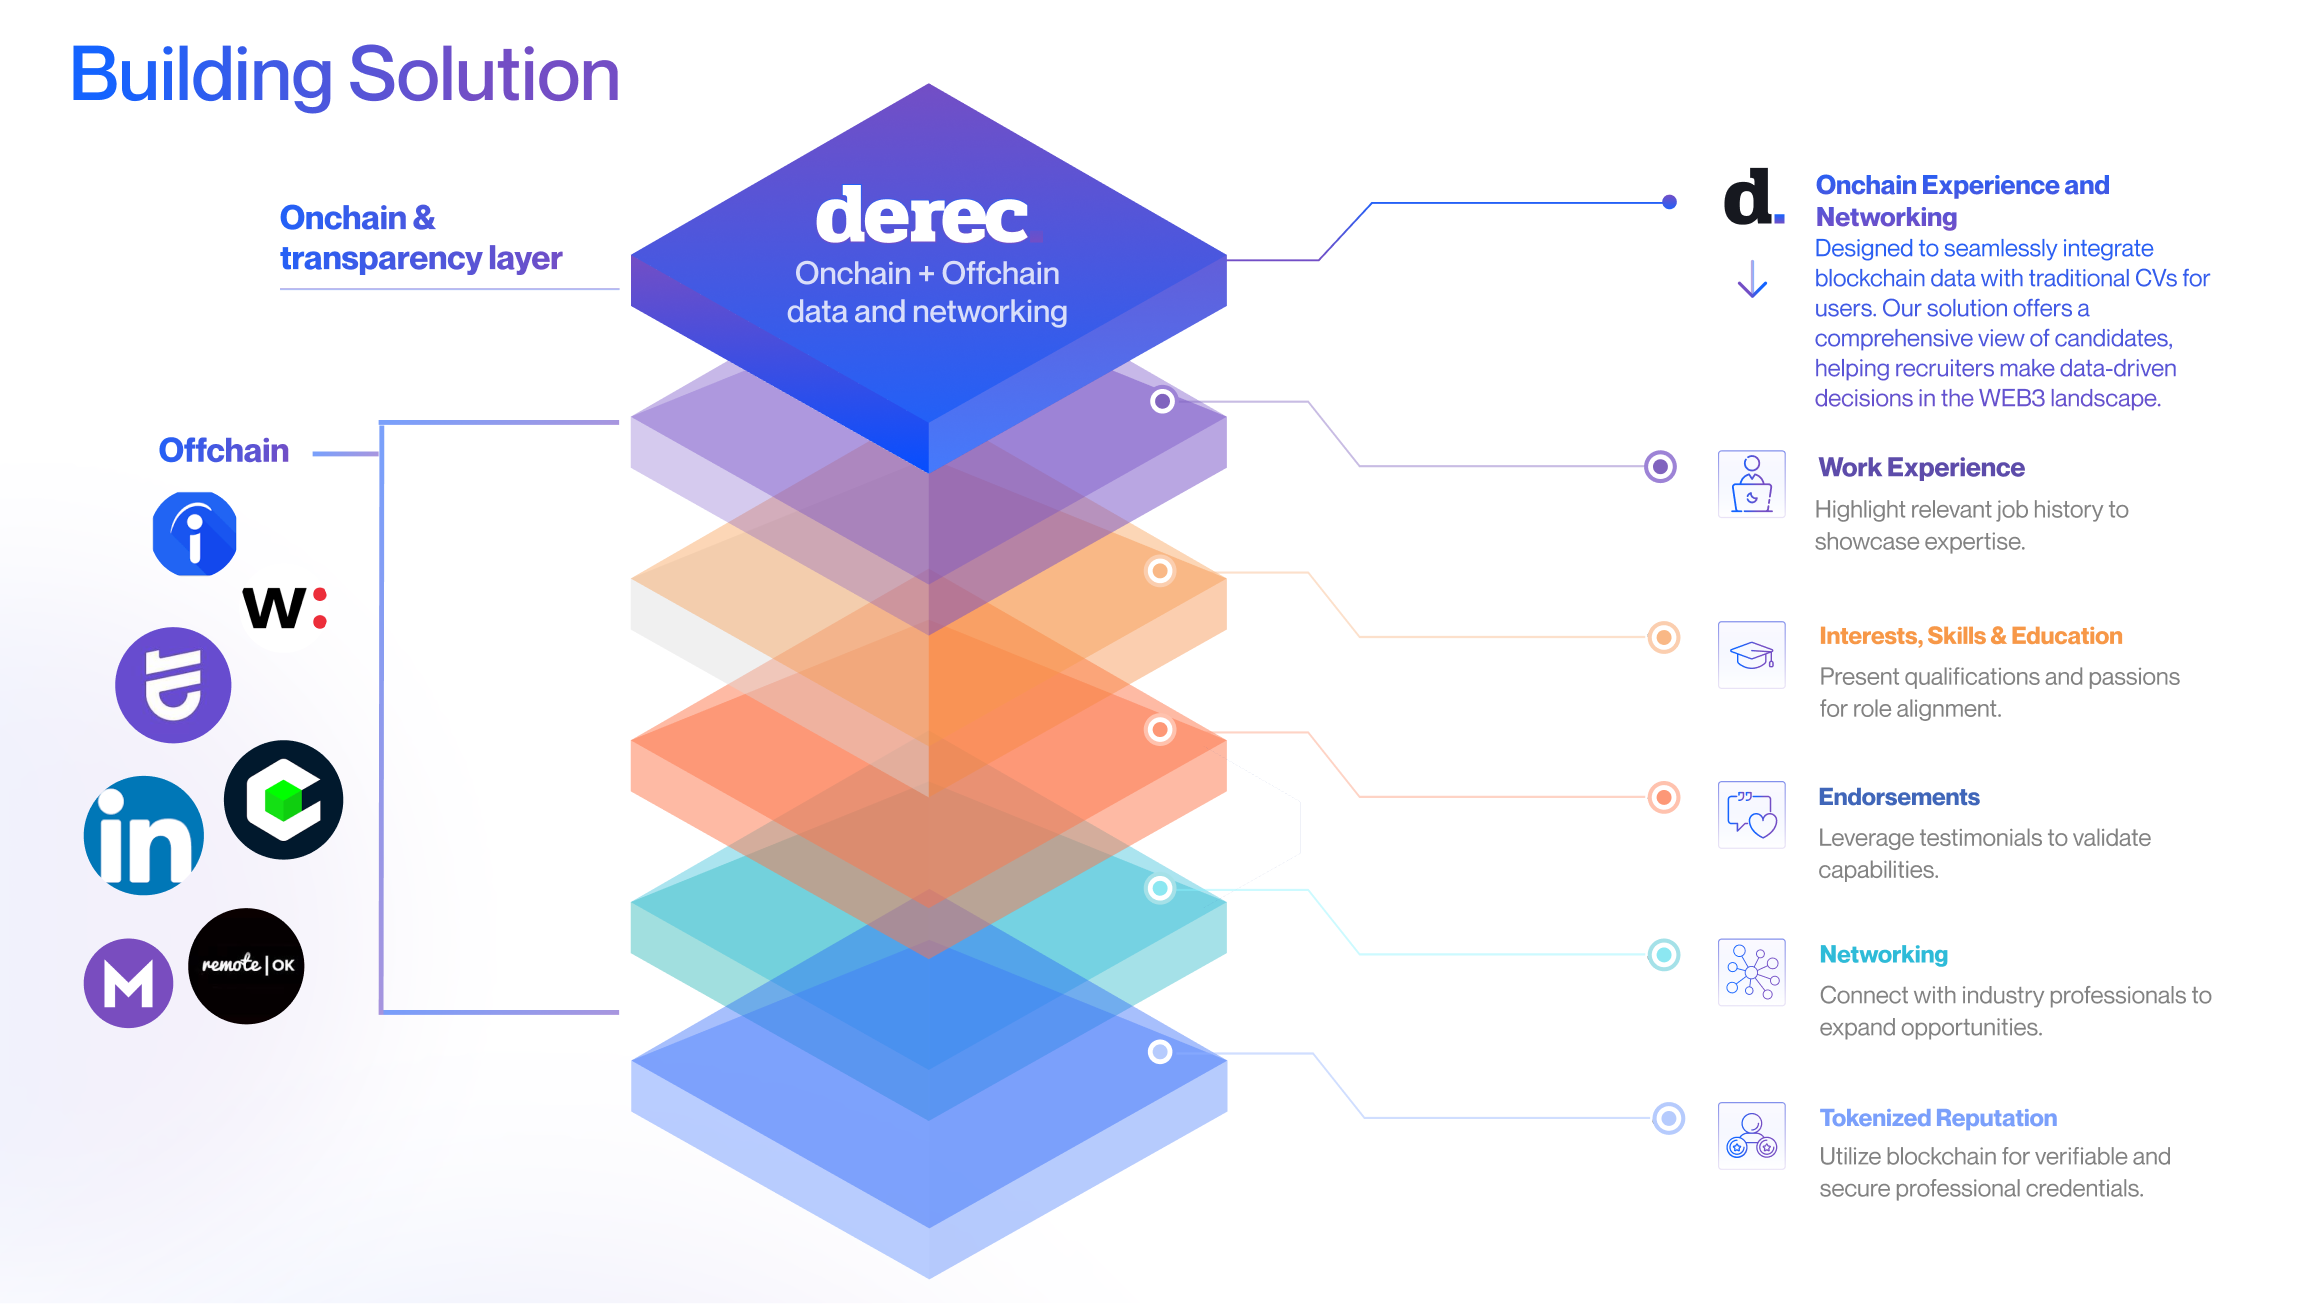 Building Solution
Onchain &
transparency layer
Offchain
i
w:
in
M
remote|OK
derec.
Onchain + Offchain
data and networking
d.
Onchain Experience and
Networking
Designed to seamlessly integrate
blockchain data with traditional CVs for
users. Our solution offers a
comprehensive view of candidates,
helping recruiters make data-driven
decisions in the WEB3 landscape.
Work Experience
Highlight relevant job history to
showcase expertise.
Interests, Skills & Education
Present qualifications and passions
for role alignment.
Endorsements
Leverage testimonials to validate
capabilities.
Networking
Connect with industry professionals to
expand opportunities.
Tokenized Reputation
Utilize blockchain for verifiable and
secure professional credentials.